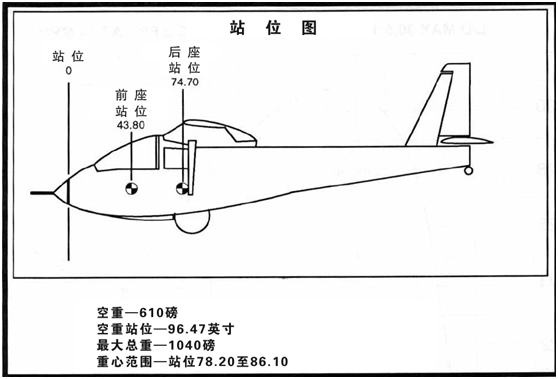 站位图
站位
0
后座
站位
74.70
前座
站位
43.80
空重—610磅
空重站位—96.47英寸
最大总重—1040磅
重心范围—站位78.20至86.10